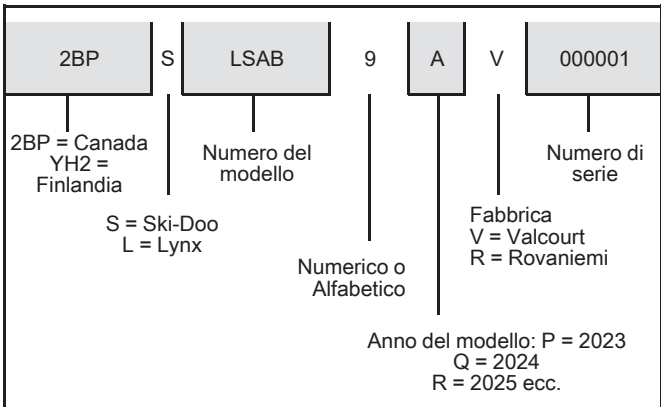 2BP S LSAB 9 A V 000001
2BP = Canada
YH2 =
Finlandia
Numero del
modello
Numero di
serie
S = Ski-Doo
L = Lynx
Fabbrica
V = Valcourt
R = Rovaniemi
Numerico o
Alfabetico
Anno del modello: P = 2023
Q = 2024
R = 2025 ecc.